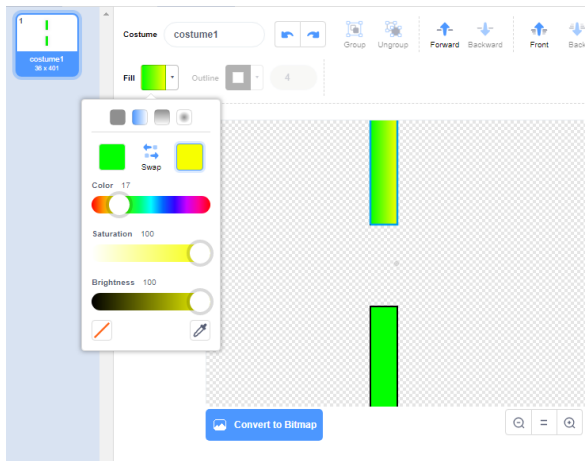 1
costume1
36 x 401
Costume
costume1
Group
Ungroup
Forward
Backward
Front
Back
Fill
Outline
4
Swap
Color 17
Saturation 100
Brightness 100
Convert to Bitmap